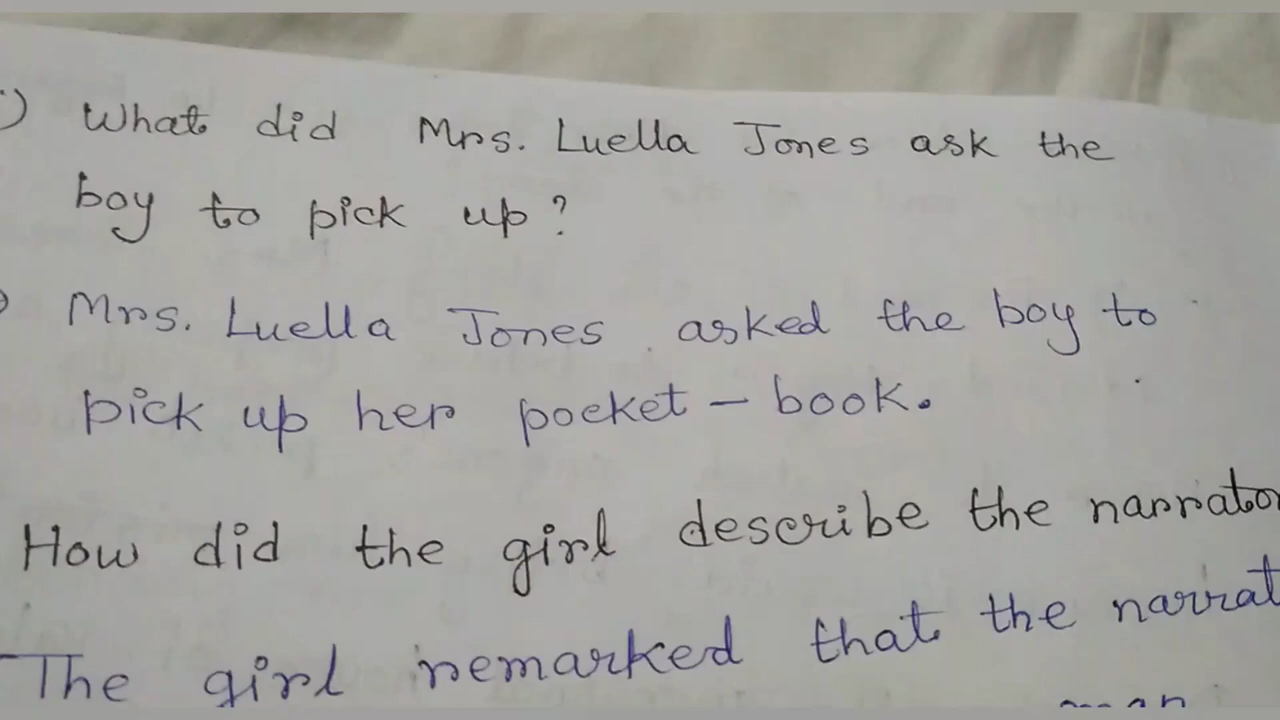 What did Mrs. Luella Jones ask the
boy to pick up?
Mrs. Luella Jones asked the boy to
pick up her pocket - book.
How did the girl describe the narrator
The girl remarked that the narrat